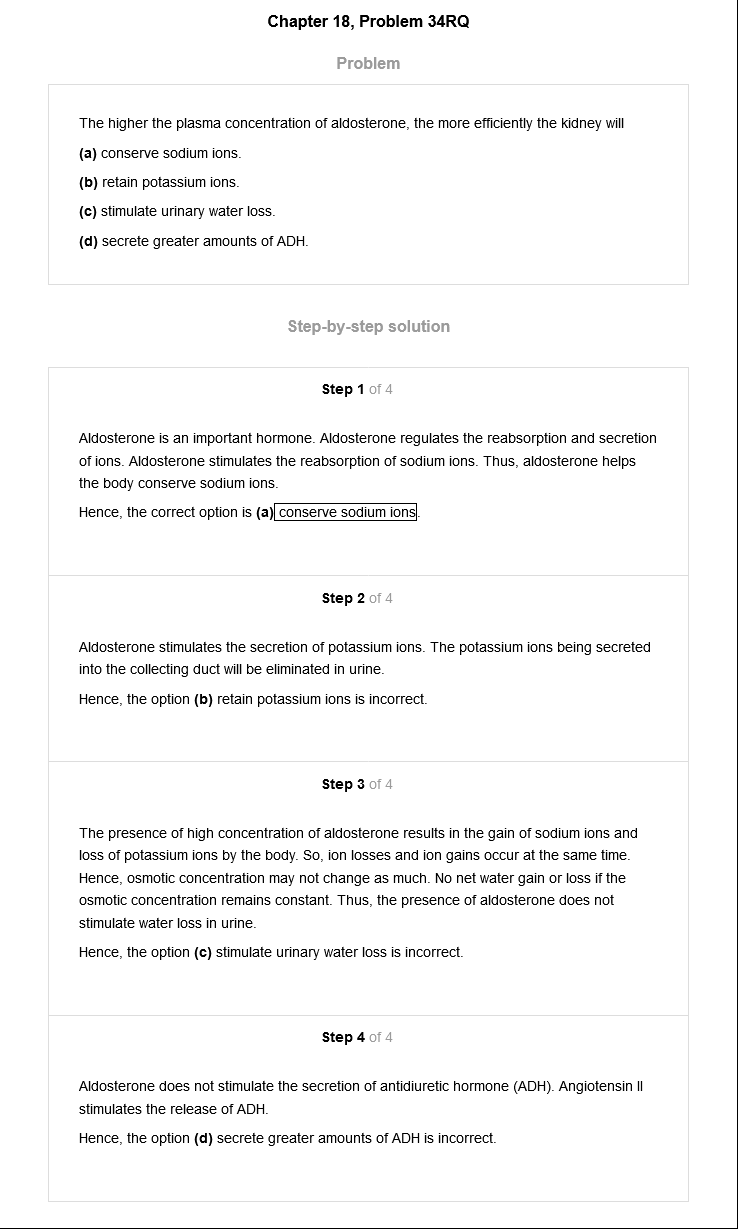 Chapter 18, Problem 34RQ
Problem
The higher the plasma concentration of aldosterone, the more efficiently the kidney will
(a) conserve sodium ions.
(b) retain potassium ions.
(c) stimulate urinary water loss.
(d) secrete greater amounts of ADH.
Step-by-step solution
Step 1 of 4
Aldosterone is an important hormone. Aldosterone regulates the reabsorption and secretion
of ions. Aldosterone stimulates the reabsorption of sodium ions. Thus, aldosterone helps
the body conserve sodium ions.
Hence, the correct option is (a) conserve sodium ions.
Step 2 of 4
Aldosterone stimulates the secretion of potassium ions. The potassium ions being secreted
into the collecting duct will be eliminated in urine.
Hence, the option (b) retain potassium ions is incorrect.
Step 3 of 4
The presence of high concentration of aldosterone results in the gain of sodium ions and
loss of potassium ions by the body. So, ion losses and ion gains occur at the same time.
Hence, osmotic concentration may not change as much. No net water gain or loss if the
osmotic concentration remains constant. Thus, the presence of aldosterone does not
stimulate water loss in urine.
Hence, the option (c) stimulate urinary water loss is incorrect.
Step 4 of 4
Aldosterone does not stimulate the secretion of antidiuretic hormone (ADH). Angiotensin II
stimulates the release of ADH.
Hence, the option (d) secrete greater amounts of ADH is incorrect.